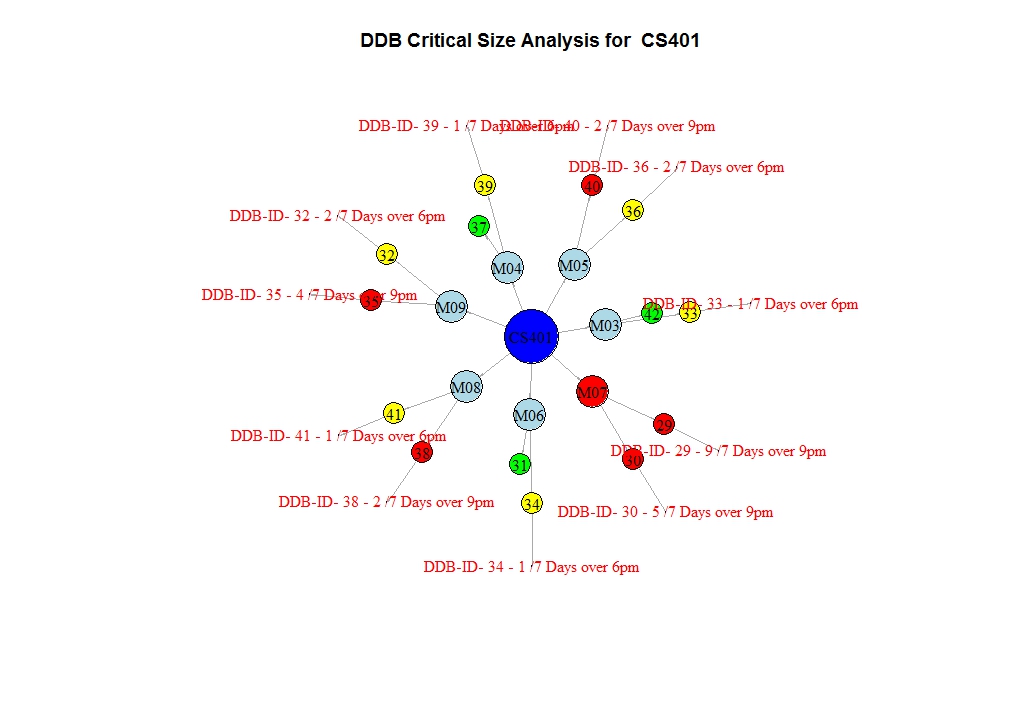 DDB Critical Size Analysis for CS401
DDB-ID- 39 - 1 /7 Days over 6pm
DDB-ID- 40 - 2 /7 Days over 9pm
DDB-ID- 36 - 2 /7 Days over 6pm
39
40
36
DDB-ID- 32 - 2 /7 Days over 6pm
37
32
M04
M05
DDB-ID- 35 - 4 /7 Days over 9pm
35
M09
DDB-ID- 33 - 1 /7 Days over 6pm
42
33
M03
CS401
M08
M07
41
M06
29
DDB-ID- 41 - 1 /7 Days over 6pm
38
DDB-ID- 29 - 9 /7 Days over 9pm
30
31
DDB-ID- 38 - 2 /7 Days over 9pm
34
DDB-ID- 30 - 5 /7 Days over 9pm
DDB-ID- 34 - 1 /7 Days over 6pm